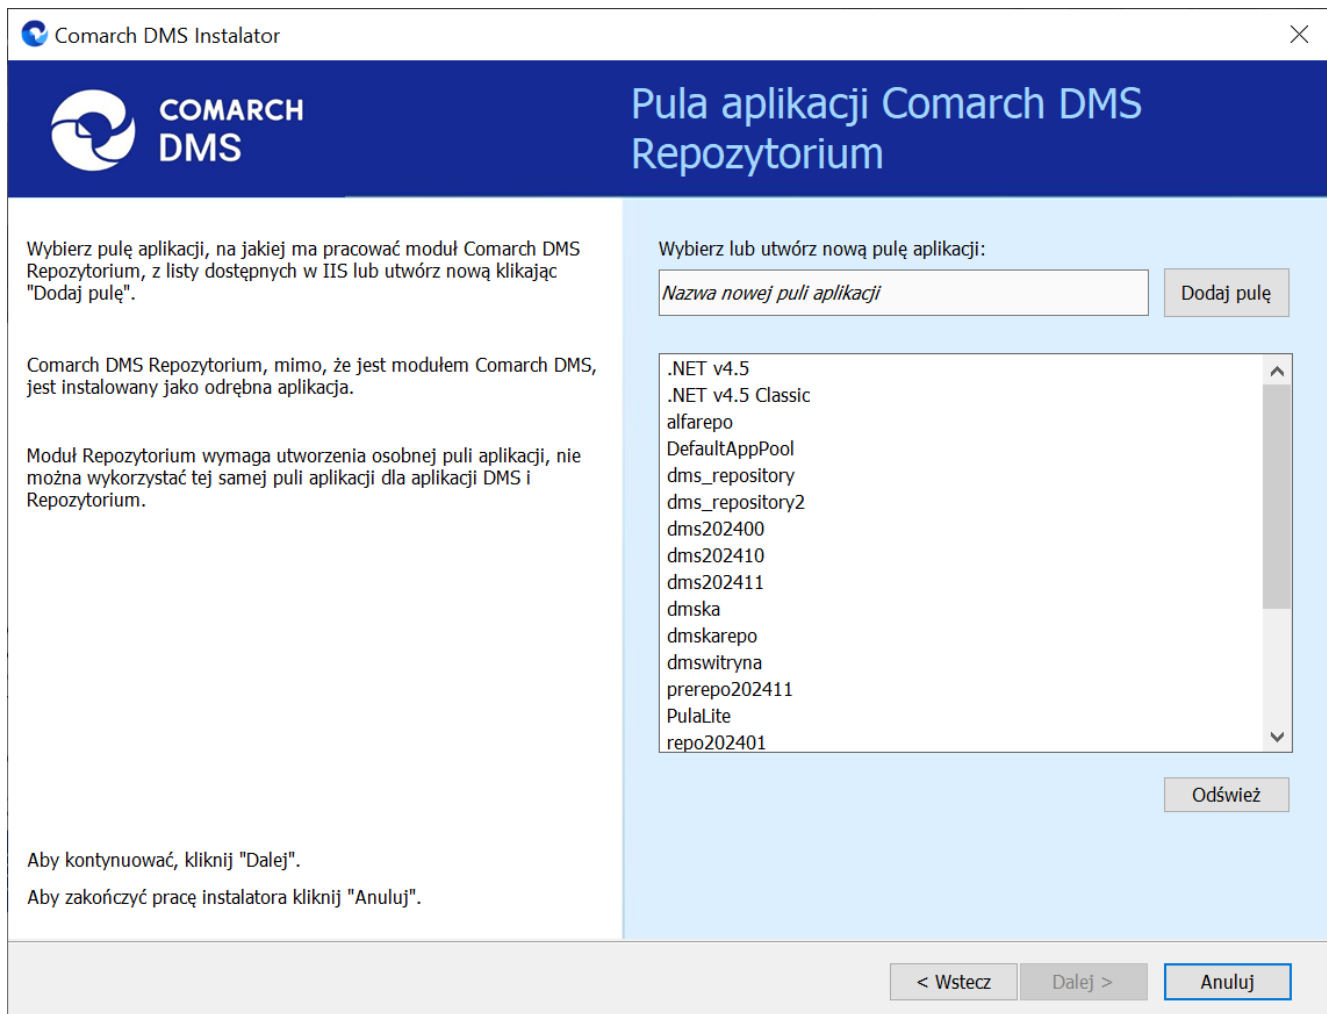 Comarch DMS Instalator
COMARCH
DMS
Pula aplikacji Comarch DMS
Repozytorium
Wybierz pulę aplikacji, na jakiej ma pracować moduł Comarch DMS
Repozytorium, z listy dostępnych w IIS lub utwórz nową klikając
"Dodaj pulę".
Comarch DMS Repozytorium, mimo, że jest modułem Comarch DMS,
jest instalowany jako odrębna aplikacja.
Moduł Repozytorium wymaga utworzenia osobnej puli aplikacji, nie
można wykorzystać tej samej puli aplikacji dla aplikacji DMS i
Repozytorium.
Aby kontynuować, kliknij "Dalej".
Aby zakończyć pracę instalatora kliknij "Anuluj".
Wybierz lub utwórz nową pulę aplikacji:
Nazwa nowej puli aplikacji
Dodaj pulę
.NET v4.5
.NET v4.5 Classic
alfarepo
DefaultAppPool
dms_repository
dms_repository2
dms202400
dms202410
dms202411
dmska
dmskarepo
dmswitryna
prerepo202411
PulaLite
repo202401
Odśwież
< Wstecz
Dalej >
Anuluj